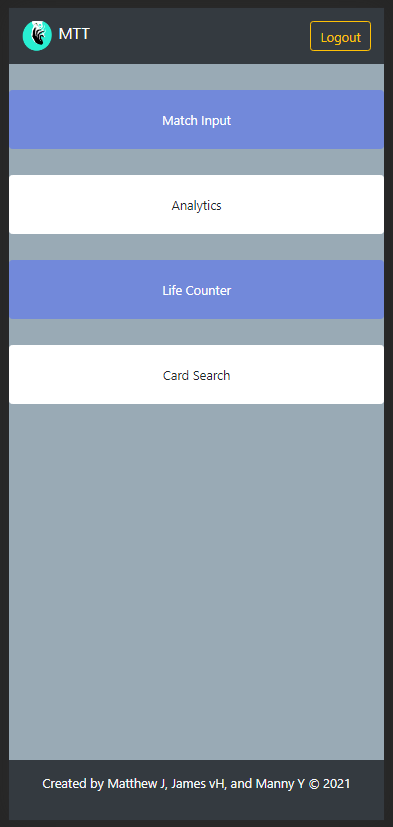 MTT
Logout
Match Input
Analytics
Life Counter
Card Search
Created by Matthew J, James vH, and Manny Y © 2021